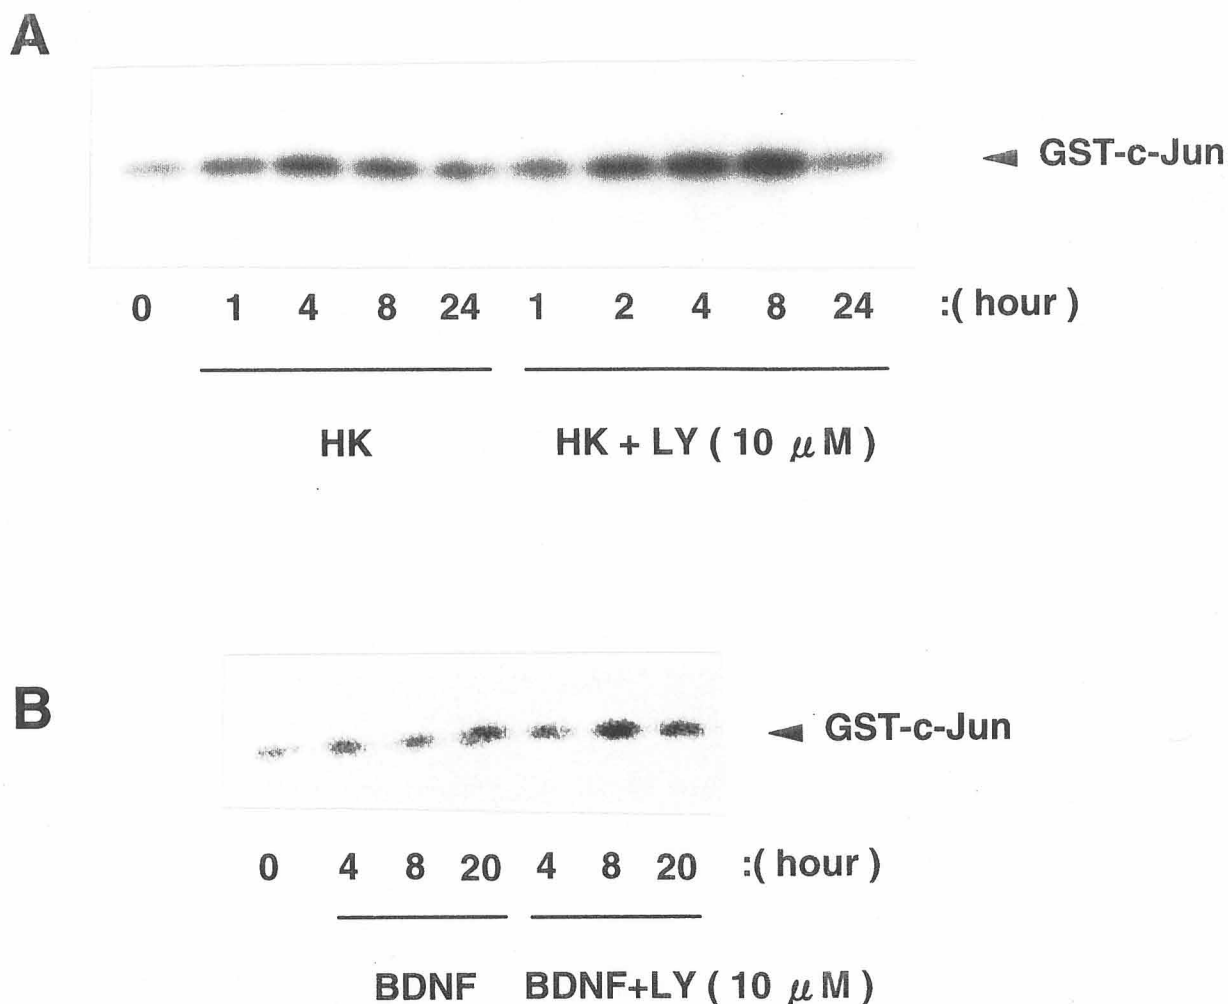 A
GST-c-Jun
0 1 4 8 24 1 2 4 8 24 :( hour )
HK HK + LY ( 10 μM )
B
GST-c-Jun
0 4 8 20 4 8 20 :( hour )
BDNF BDNF+LY ( 10 μM )